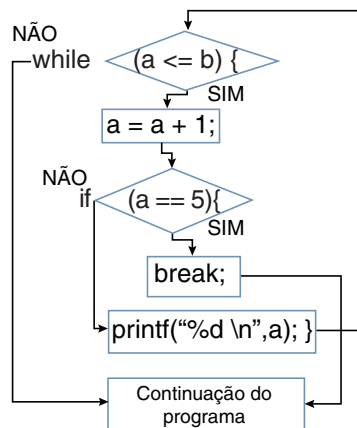 NÃO
while (a <= b) {
SIM
a = a + 1;
NÃO
if (a == 5){
SIM
break;
printf(“%d \n”,a); }
Continuação do
programa